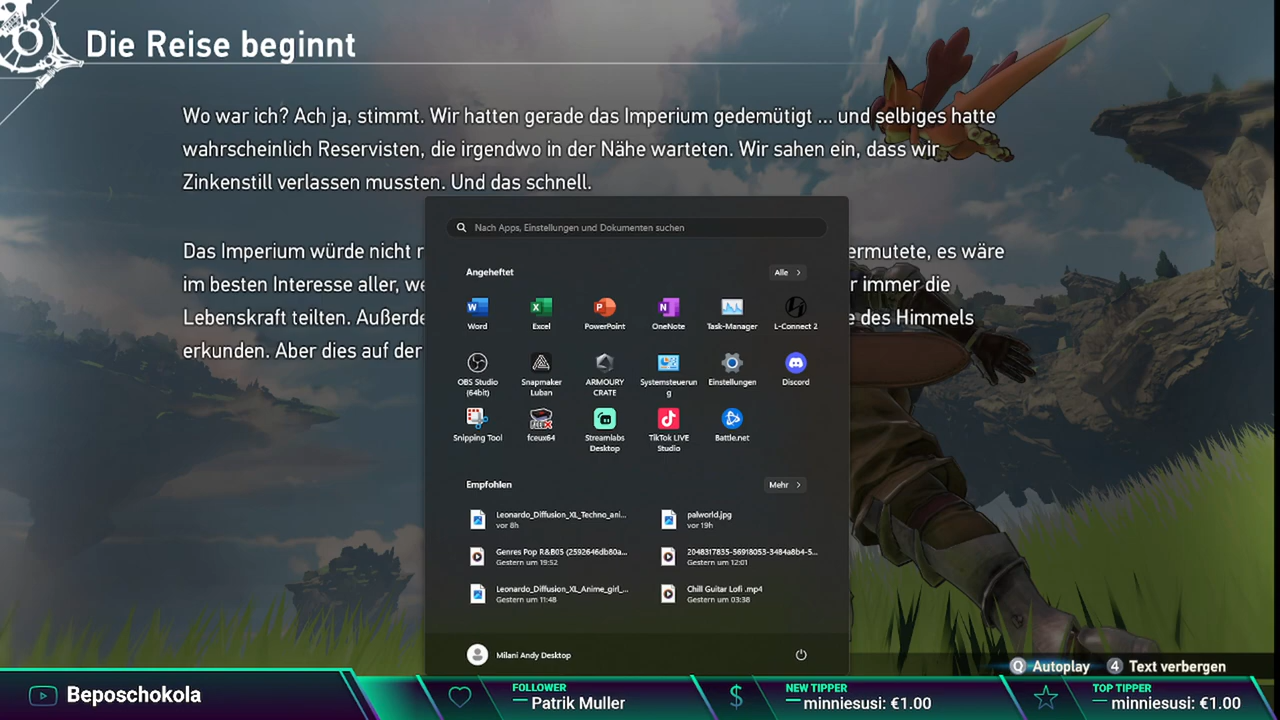 Die Reise beginnt
Wo war ich? Ach ja, stimmt. Wir hatten gerade das Imperium gedemütigt ... und selbiges hatte
wahrscheinlich Reservisten, die irgendwo in der Nähe warteten. Wir sahen ein, dass wir
Zinkenstill verlassen mussten. Und das schnell.
Das Imperium würde nicht
ermutete, es wäre
im besten Interesse aller,
immer die
Lebenskraft teilten.
des Himmels
erkunden. Aber dies auf der
Nach Apps, Einstellungen und Dokumenten suchen
Angeheftet
Alle >
Word
Excel
PowerPoint
OneNote
Task-Manager
L-Connect 2
OBS Studio
(64bit)
Snapmaker
Luban
ARMOURY
CRATE
Systemsteuerun
g
Einstellungen
Discord
Snipping Tool
fceux64
Streamlabs
Desktop
TikTok LIVE
Studio
Battle.net
Empfohlen
Mehr >
Leonardo_Diffusion_XL_Techno_ani...
vor 8h
palworld.jpg
vor 19h
Genres Pop R&B05 (2592646db80a...
Gestern um 19:52
2048317835-56918053-3484a8b4-5...
Gestern um 12:01
Leonardo_Diffusion_XL_Anime_girl_...
Gestern um 11:48
Chill Guitar Lofi .mp4
Gestern um 03:38
Milani Andy Desktop
Q Autoplay 4 Text verbergen
Beposchokola
FOLLOWER
Patrik Muller
NEW TIPPER
minniesusi: €1.00
TOP TIPPER
minniesusi: €1.00